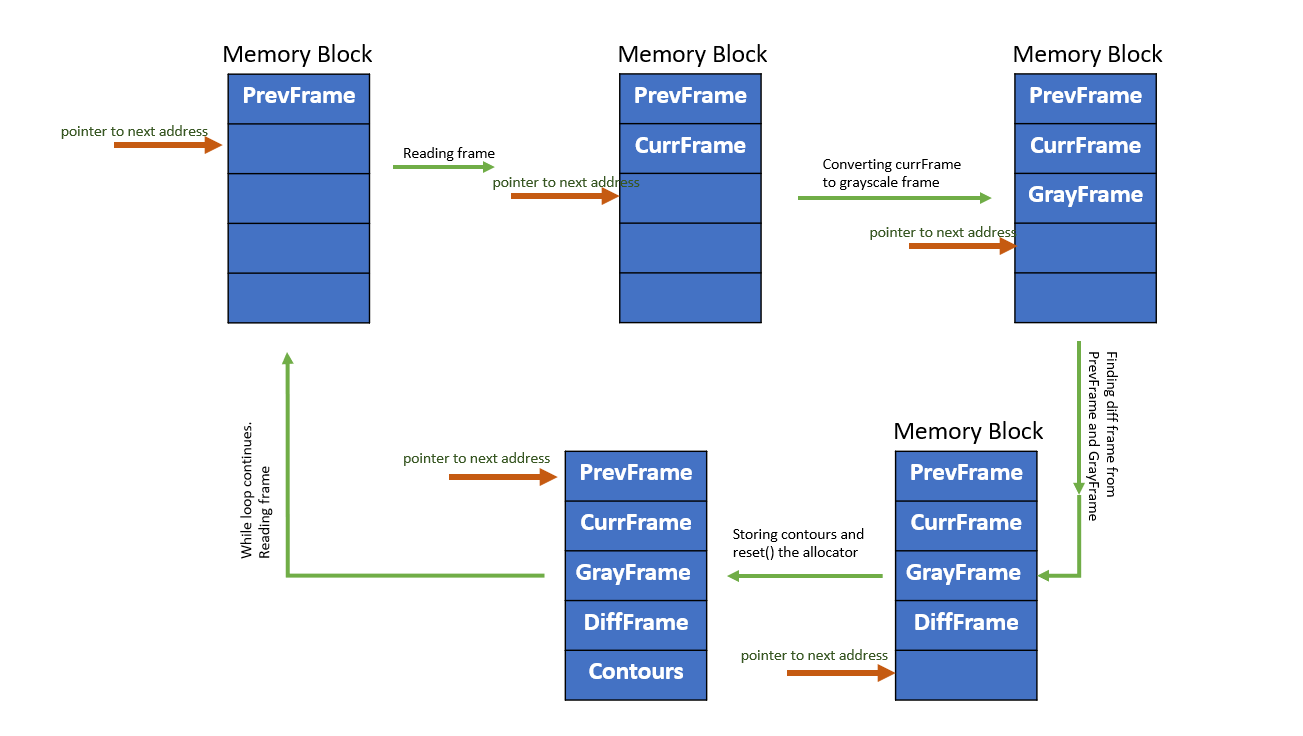 Memory Block
PrevFrame
pointer to next address
Reading frame
Memory Block
PrevFrame
CurrFrame
pointer to next address
Converting currFrame
to grayscale frame
Memory Block
PrevFrame
CurrFrame
GrayFrame
pointer to next address
Finding diff frame from
PrevFrame and GrayFrame
Memory Block
PrevFrame
CurrFrame
GrayFrame
DiffFrame
pointer to next address
Storing contours and
reset() the allocator
pointer to next address
PrevFrame
CurrFrame
GrayFrame
DiffFrame
Contours
While loop continues.
Reading frame